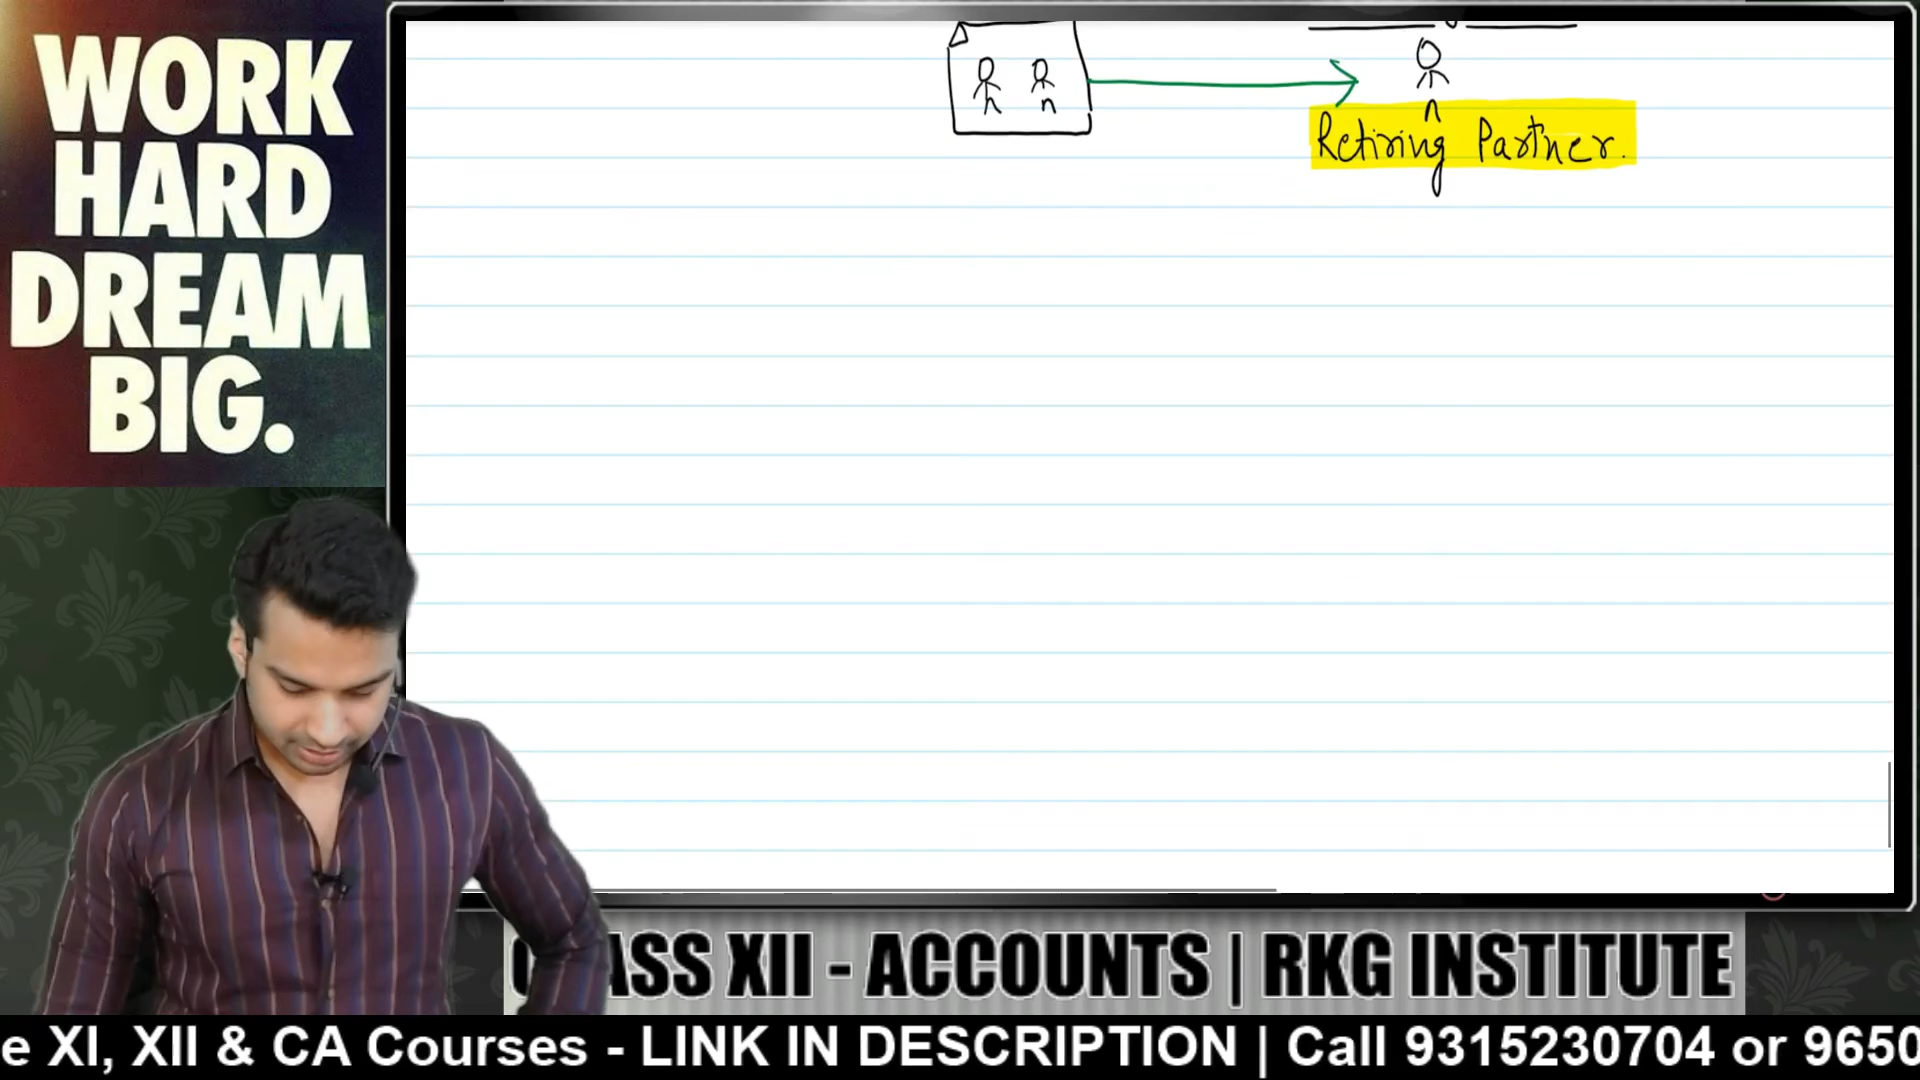 WORK
HARD
DREAM
BIG.
Retiring Partner.
ASS XII - ACCOUNTS | RKG INSTITUTE
e XI, XII & CA Courses - LINK IN DESCRIPTION | Call 9315230704 or 9650